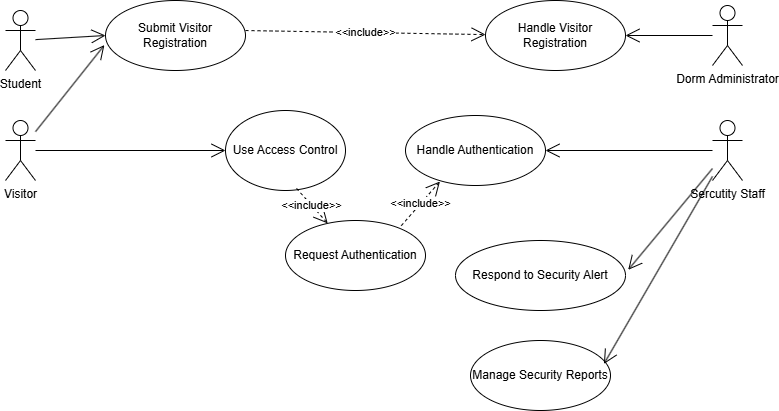 Submit Visitor
Registration
<<include>>
Handle Visitor
Registration
Student
Dorm Administrator
Use Access Control
Handle Authentication
Visitor
Sercutity Staff
<<include>>
<<include>>
Request Authentication
Respond to Security Alert
Manage Security Reports